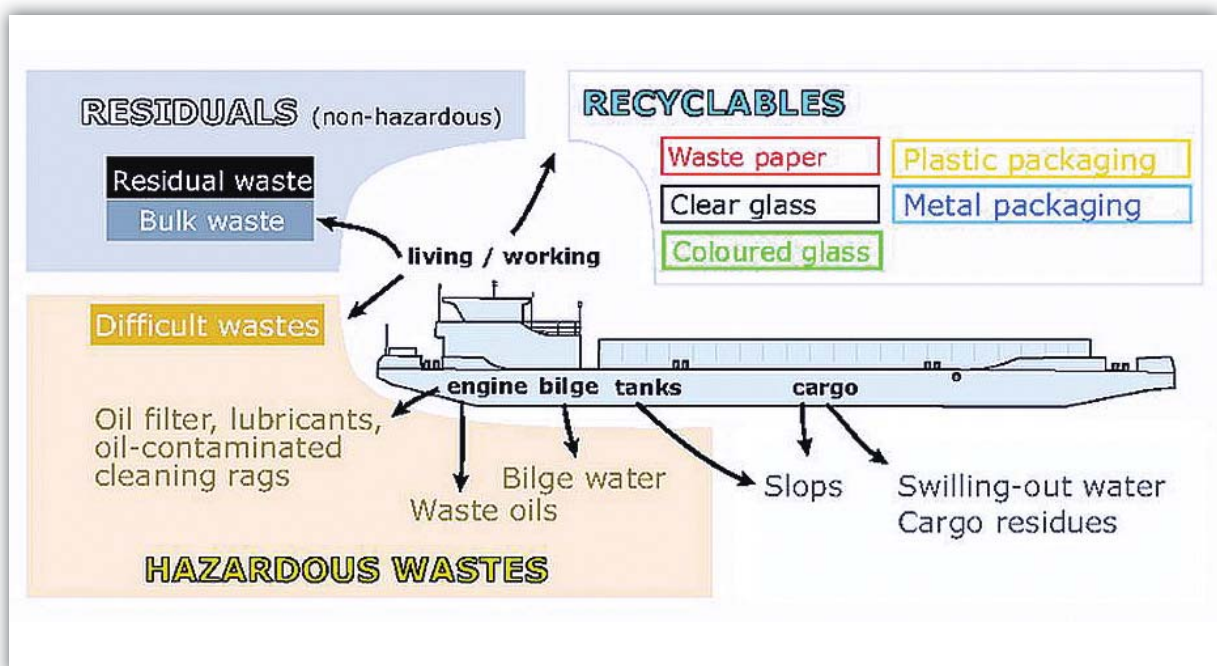 RESIDUALS (non-hazardous)
Residual waste
Bulk waste
RECYCLABLES
Waste paper
Plastic packaging
Clear glass
Metal packaging
Coloured glass
living / working
Difficult wastes
engine bilge tanks cargo
Oil filter, lubricants,
oil-contaminated
cleaning rags
Bilge water
Waste oils
Slops
Swilling-out water
Cargo residues
HAZARDOUS WASTES